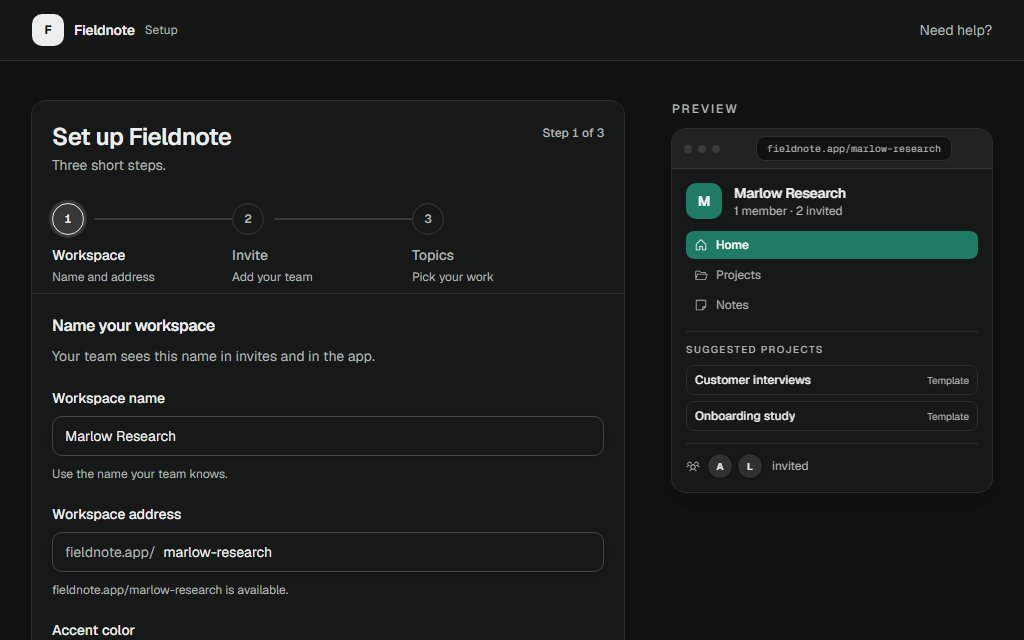 F Fieldnote Setup
Need help?
Set up Fieldnote
Step 1 of 3
Three short steps.
1 2 3
Workspace Invite Topics
Name and address Add your team Pick your work
Name your workspace
Your team sees this name in invites and in the app.
Workspace name
Marlow Research
Use the name your team knows.
Workspace address
fieldnote.app/ marlow-research
fieldnote.app/marlow-research is available.
Accent color
PREVIEW
fieldnote.app/marlow-research
M Marlow Research
1 member · 2 invited
Home
Projects
Notes
SUGGESTED PROJECTS
Customer interviews Template
Onboarding study Template
A L invited